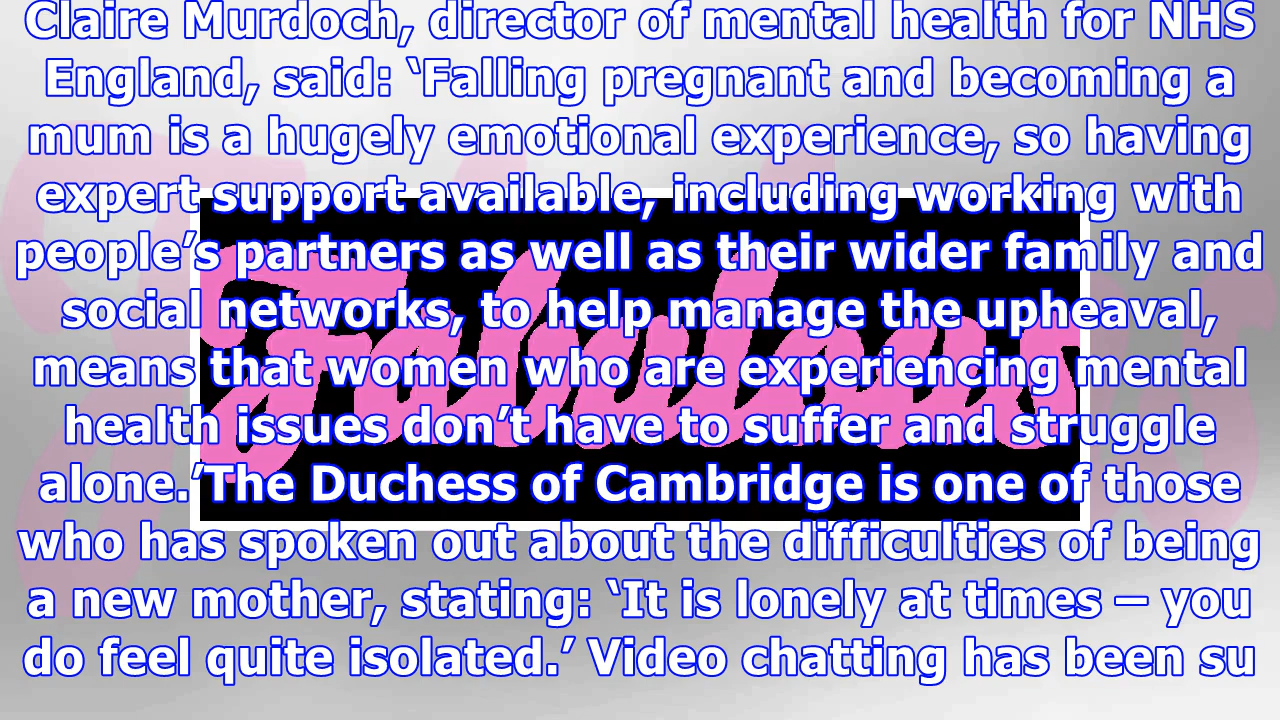 Claire Murdoch, director of mental health for NHS
England, said: ‘Falling pregnant and becoming a
mum is a hugely emotional experience, so having
expert support available, including working with
people’s partners as well as their wider family and
social networks, to help manage the upheaval,
means that women who are experiencing mental
health issues don’t have to suffer and struggle
alone.’The Duchess of Cambridge is one of those
who has spoken out about the difficulties of being
a new mother, stating: ‘It is lonely at times – you
do feel quite isolated.’ Video chatting has been su
Fabulous